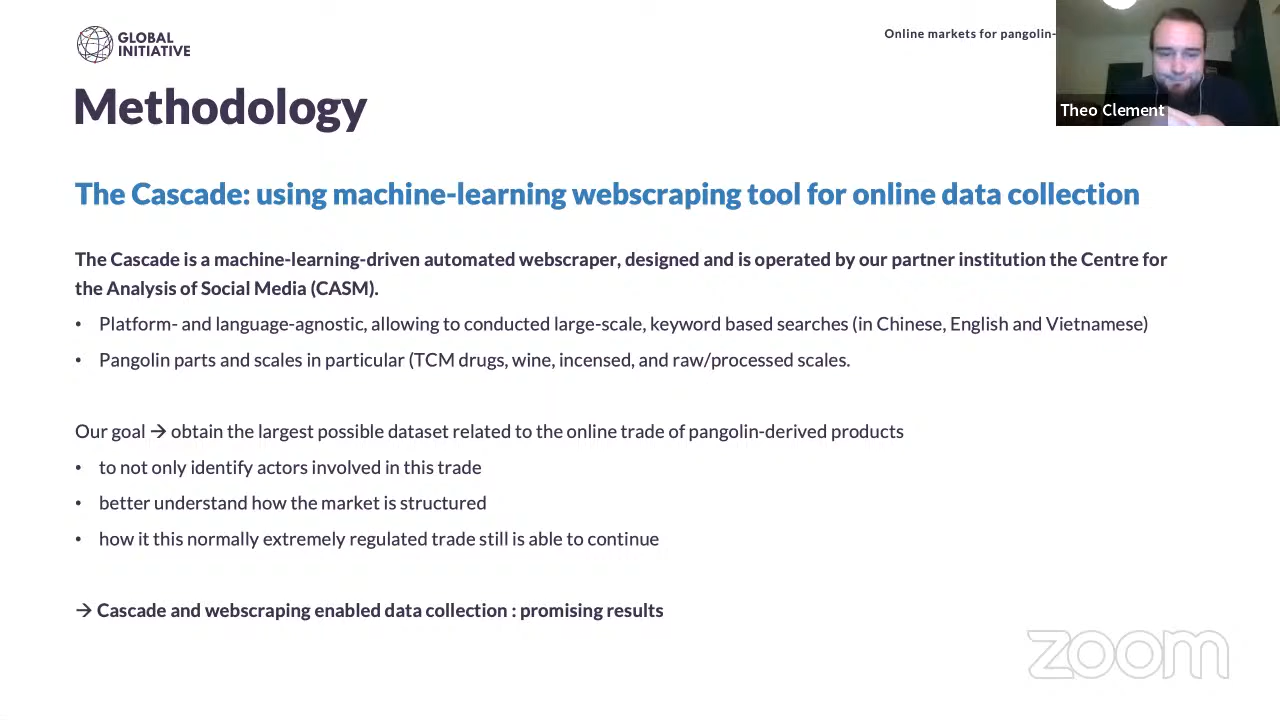 GLOBAL
INITIATIVE
Online markets for pangolin-
Theo Clement
Methodology
The Cascade: using machine-learning webscraping tool for online data collection
The Cascade is a machine-learning-driven automated webscraper, designed and is operated by our partner institution the Centre for
the Analysis of Social Media (CASM).
• Platform- and language-agnostic, allowing to conducted large-scale, keyword based searches (in Chinese, English and Vietnamese)
• Pangolin parts and scales in particular (TCM drugs, wine, incensed, and raw/processed scales.
Our goal → obtain the largest possible dataset related to the online trade of pangolin-derived products
• to not only identify actors involved in this trade
• better understand how the market is structured
• how it this normally extremely regulated trade still is able to continue
→ Cascade and webscraping enabled data collection : promising results
zoom